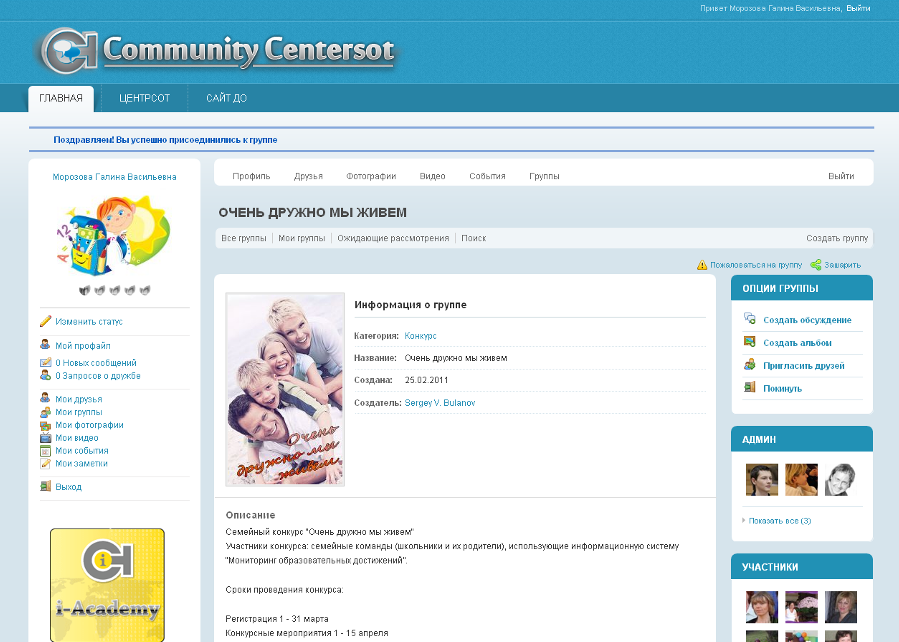 Привет Морозова Галина Васильевна, Выйти
Community Centersot
ГЛАВНАЯ
ЦЕНТРСОТ
САЙТ ДО
Поздравляем! Вы успешно присоединились к группе
Морозова Галина Васильевна
Изменить статус
Мой профайл
0 Новых сообщений
0 Запросов о дружбе
Мои друзья
Мои группы
Мои фотографии
Мои видео
Мои события
Мои заметки
Выход
i-Academy
Профиль
Друзья
Фотографии
Видео
События
Группы
Выйти
ОЧЕНЬ ДРУЖНО МЫ ЖИВЕМ
Все группы
Мои группы
Ожидающие рассмотрения
Поиск
Создать группу
Пожаловаться на группу
Зашарить
Очень
дружно мы
живем
Информация о группе
Категория: Конкурс
Название: Очень дружно мы живем
Создана: 25.02.2011
Создатель: Sergey V. Bulanov
Описание
Семейный конкурс "Очень дружно мы живем"
Участники конкурса: семейные команды (школьники и их родители), использующие информационную систему
"Мониторинг образовательных достижений".
Сроки проведения конкурса:
Регистрация 1 - 31 марта
Конкурсные мероприятия 1 - 15 апреля
ОПЦИИ ГРУППЫ
Создать обсуждение
Создать альбом
Пригласить друзей
Покинуть
АДМИН
Показать все (3)
УЧАСТНИКИ